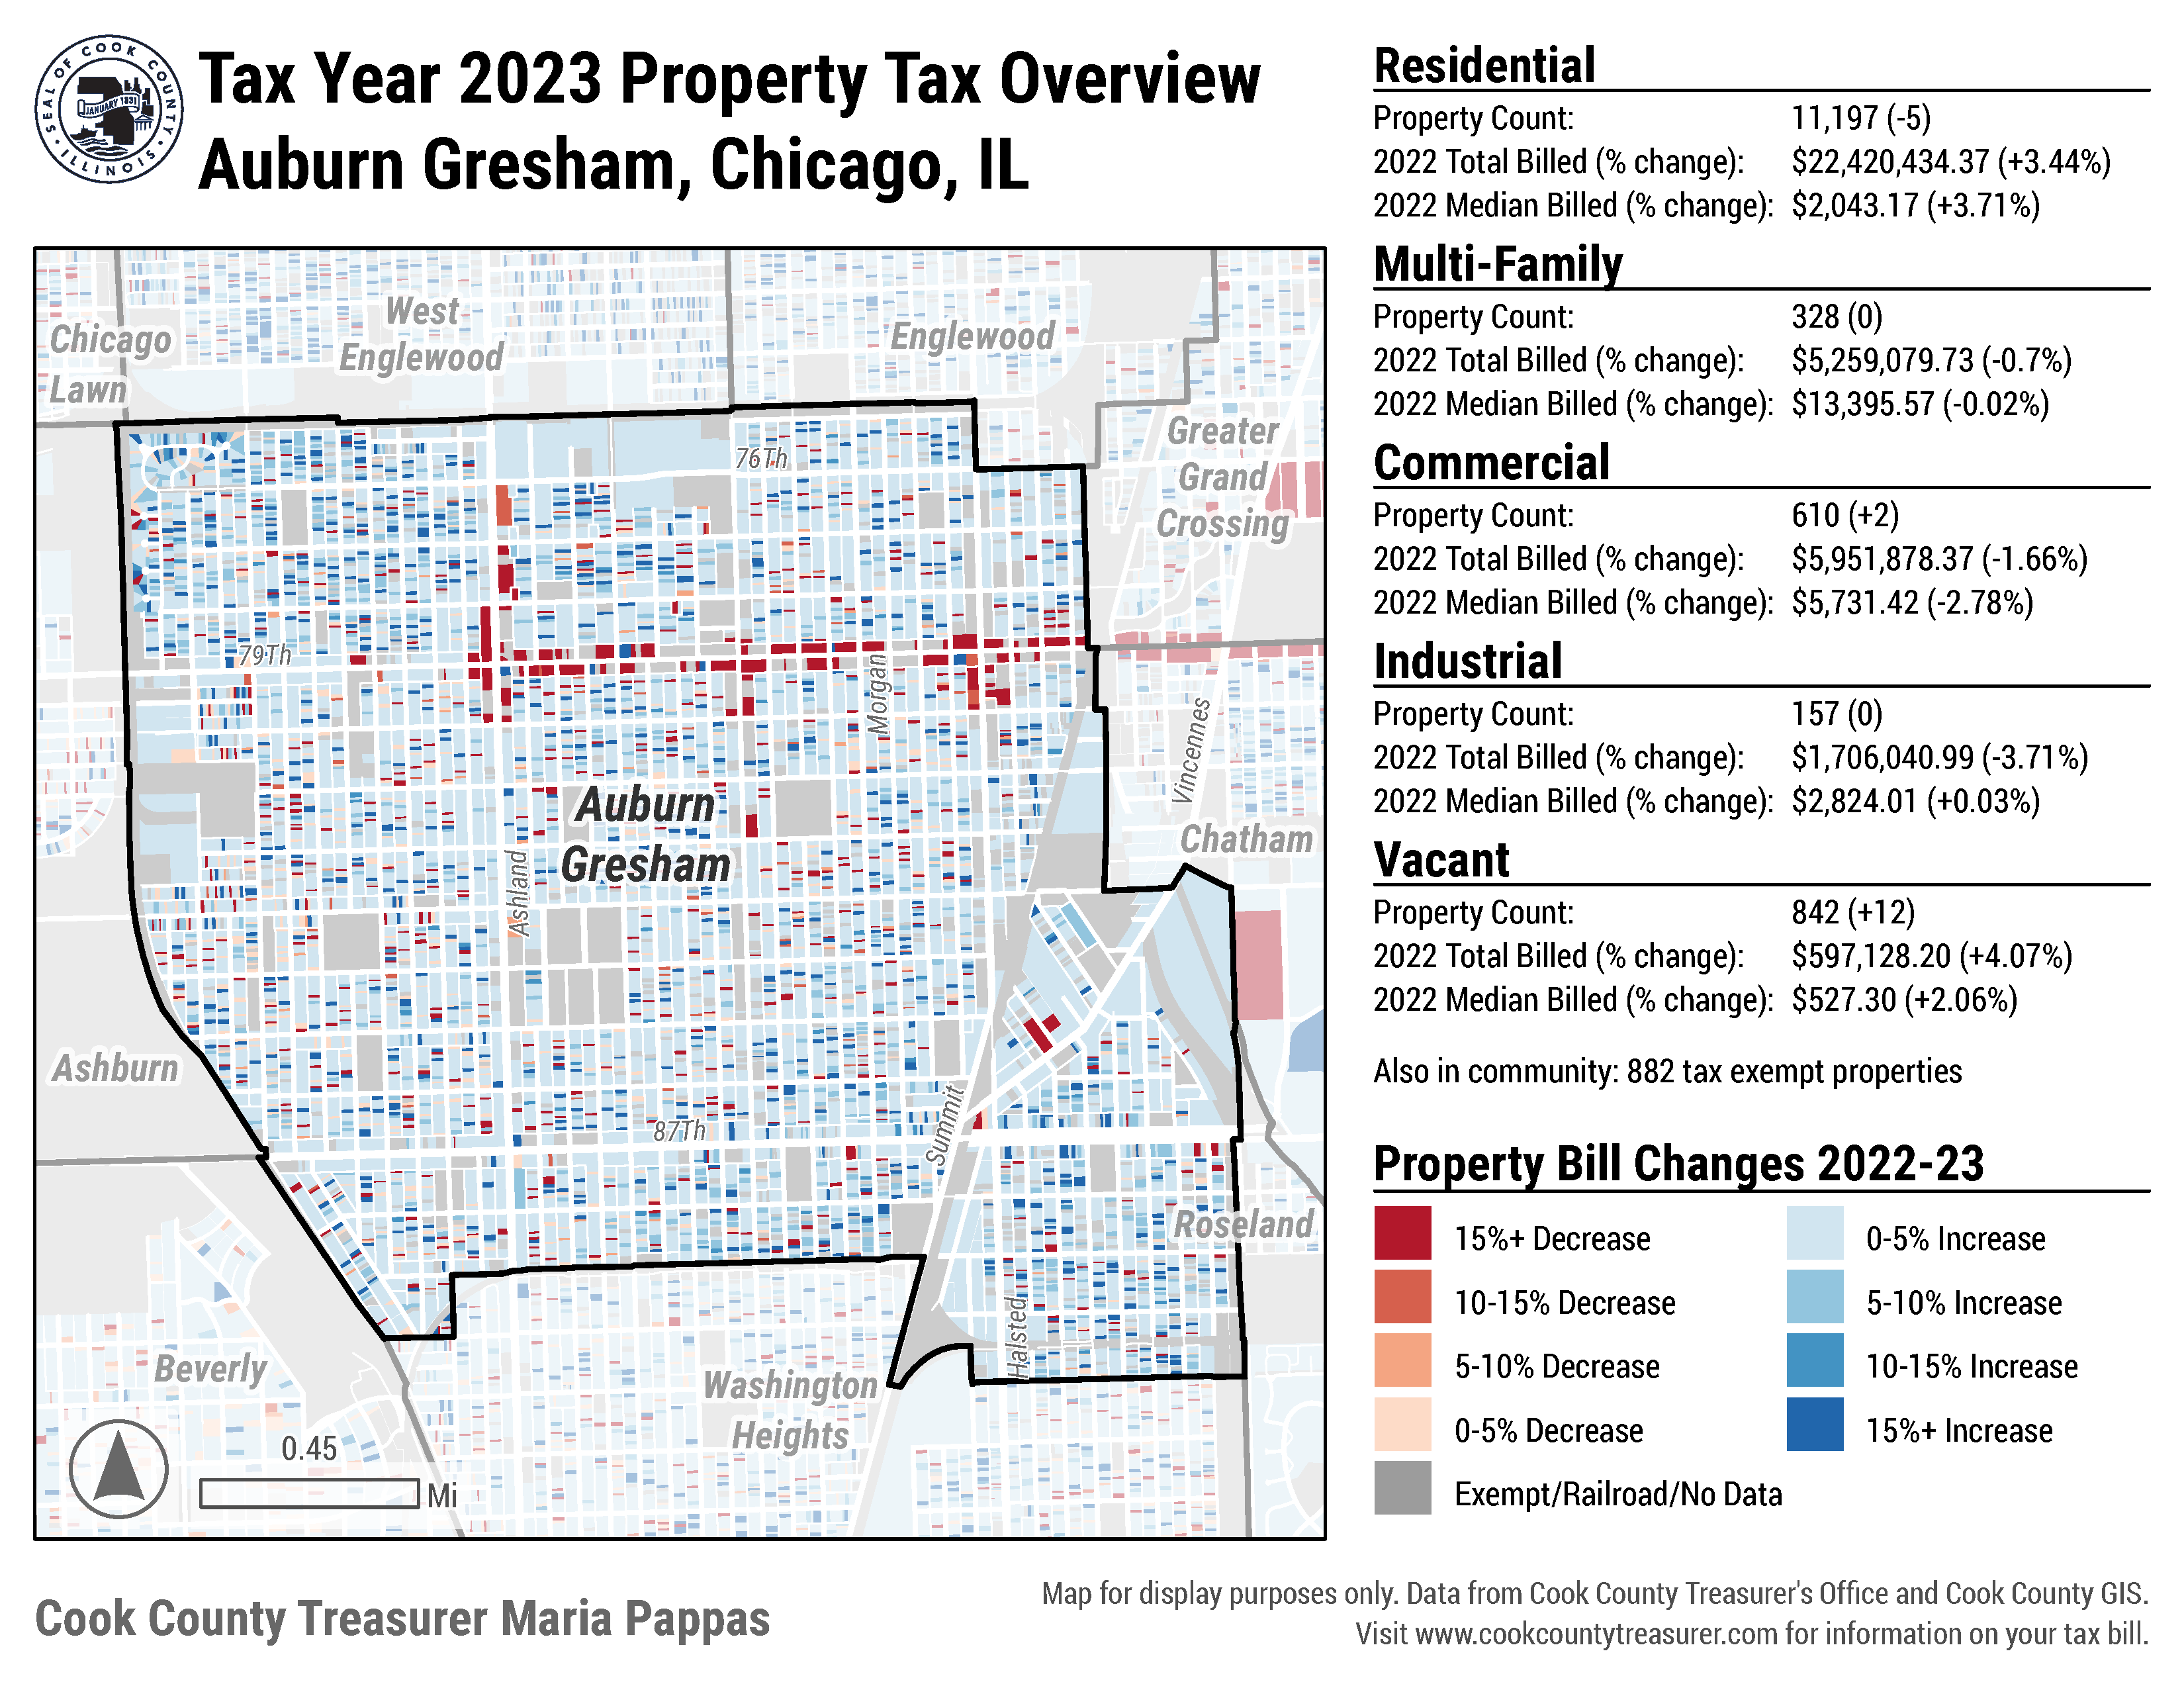 SEAL OF COOK COUNTY
ILLINOIS
JANUARY 1831
Tax Year 2023 Property Tax Overview
Auburn Gresham, Chicago, IL
Chicago
Lawn
West
Englewood
Englewood
Greater
Grand
Crossing
76Th
79Th
Morgan
Vincennes
Auburn
Gresham
Ashland
Chatham
Ashburn
87Th
Summit
Roseland
Halsted
Beverly
Washington
Heights
0.45
Mi
Residential
Property Count: 11,197 (-5)
2022 Total Billed (% change): $22,420,434.37 (+3.44%)
2022 Median Billed (% change): $2,043.17 (+3.71%)
Multi-Family
Property Count: 328 (0)
2022 Total Billed (% change): $5,259,079.73 (-0.7%)
2022 Median Billed (% change): $13,395.57 (-0.02%)
Commercial
Property Count: 610 (+2)
2022 Total Billed (% change): $5,951,878.37 (-1.66%)
2022 Median Billed (% change): $5,731.42 (-2.78%)
Industrial
Property Count: 157 (0)
2022 Total Billed (% change): $1,706,040.99 (-3.71%)
2022 Median Billed (% change): $2,824.01 (+0.03%)
Vacant
Property Count: 842 (+12)
2022 Total Billed (% change): $597,128.20 (+4.07%)
2022 Median Billed (% change): $527.30 (+2.06%)
Also in community: 882 tax exempt properties
Property Bill Changes 2022-23
15%+ Decrease
0-5% Increase
10-15% Decrease
5-10% Increase
5-10% Decrease
10-15% Increase
0-5% Decrease
15%+ Increase
Exempt/Railroad/No Data
Cook County Treasurer Maria Pappas
Map for display purposes only. Data from Cook County Treasurer's Office and Cook County GIS.
Visit www.cookcountytreasurer.com for information on your tax bill.